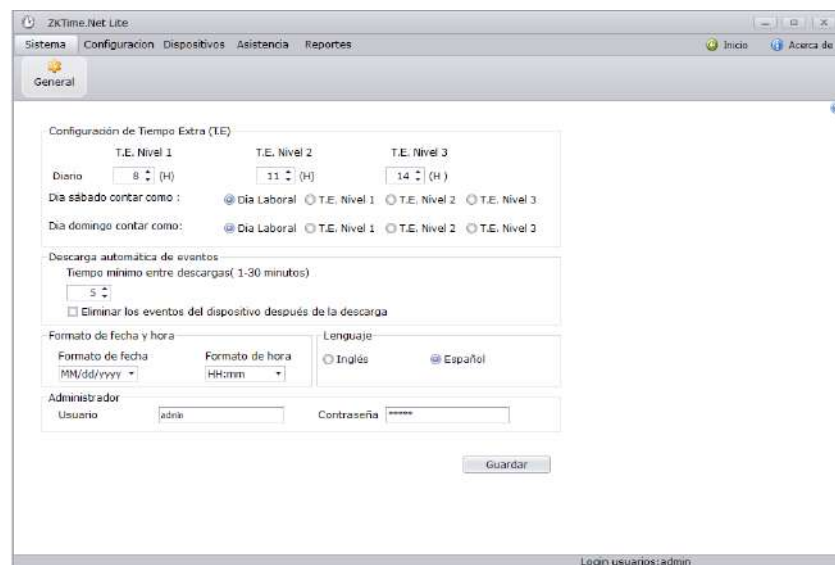 ZKTime.Net Lite
Sistema Configuracion Dispositivos Asistencia Reportes Inicio Acerca de
General
Configuración de Tiempo Extra (T.E)
T.E. Nivel 1 T.E. Nivel 2 T.E. Nivel 3
Diario 8 (H) 11 (H) 14 (H )
Dia sábado contar como : Dia Laboral T.E. Nivel 1 T.E. Nivel 2 T.E. Nivel 3
Dia domingo contar como: Dia Laboral T.E. Nivel 1 T.E. Nivel 2 T.E. Nivel 3
Descarga automática de eventos
Tiempo mínimo entre descargas( 1-30 minutos)
5
Eliminar los eventos del dispositivo después de la descarga
Formato de fecha y hora Lenguaje
Formato de fecha Formato de hora Inglés Español
MM/dd/yyyy HH:mm
Administrador
Usuario admin Contraseña *****
Guardar
Login usuarios:admin